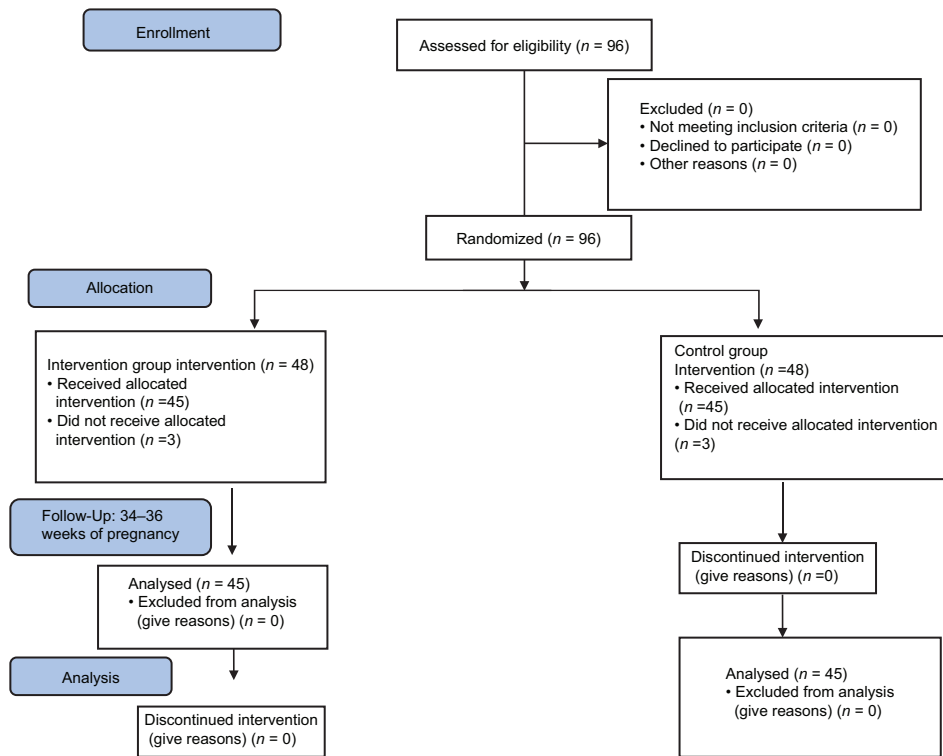 Enrollment
Assessed for eligibility (n = 96)
Excluded (n = 0)
• Not meeting inclusion criteria (n = 0)
• Declined to participate (n = 0)
• Other reasons (n = 0)
Randomized (n = 96)
Allocation
Intervention group intervention (n = 48)
• Received allocated
intervention (n =45)
• Did not receive allocated
intervention (n =3)
Control group
Intervention (n =48)
• Received allocated intervention
(n =45)
• Did not receive allocated intervention
(n =3)
Follow-Up: 34–36
weeks of pregnancy
Analysed (n = 45)
• Excluded from analysis
(give reasons) (n = 0)
Discontinued intervention
(give reasons) (n =0)
Analysis
Discontinued intervention
(give reasons) (n = 0)
Analysed (n = 45)
• Excluded from analysis
(give reasons) (n = 0)